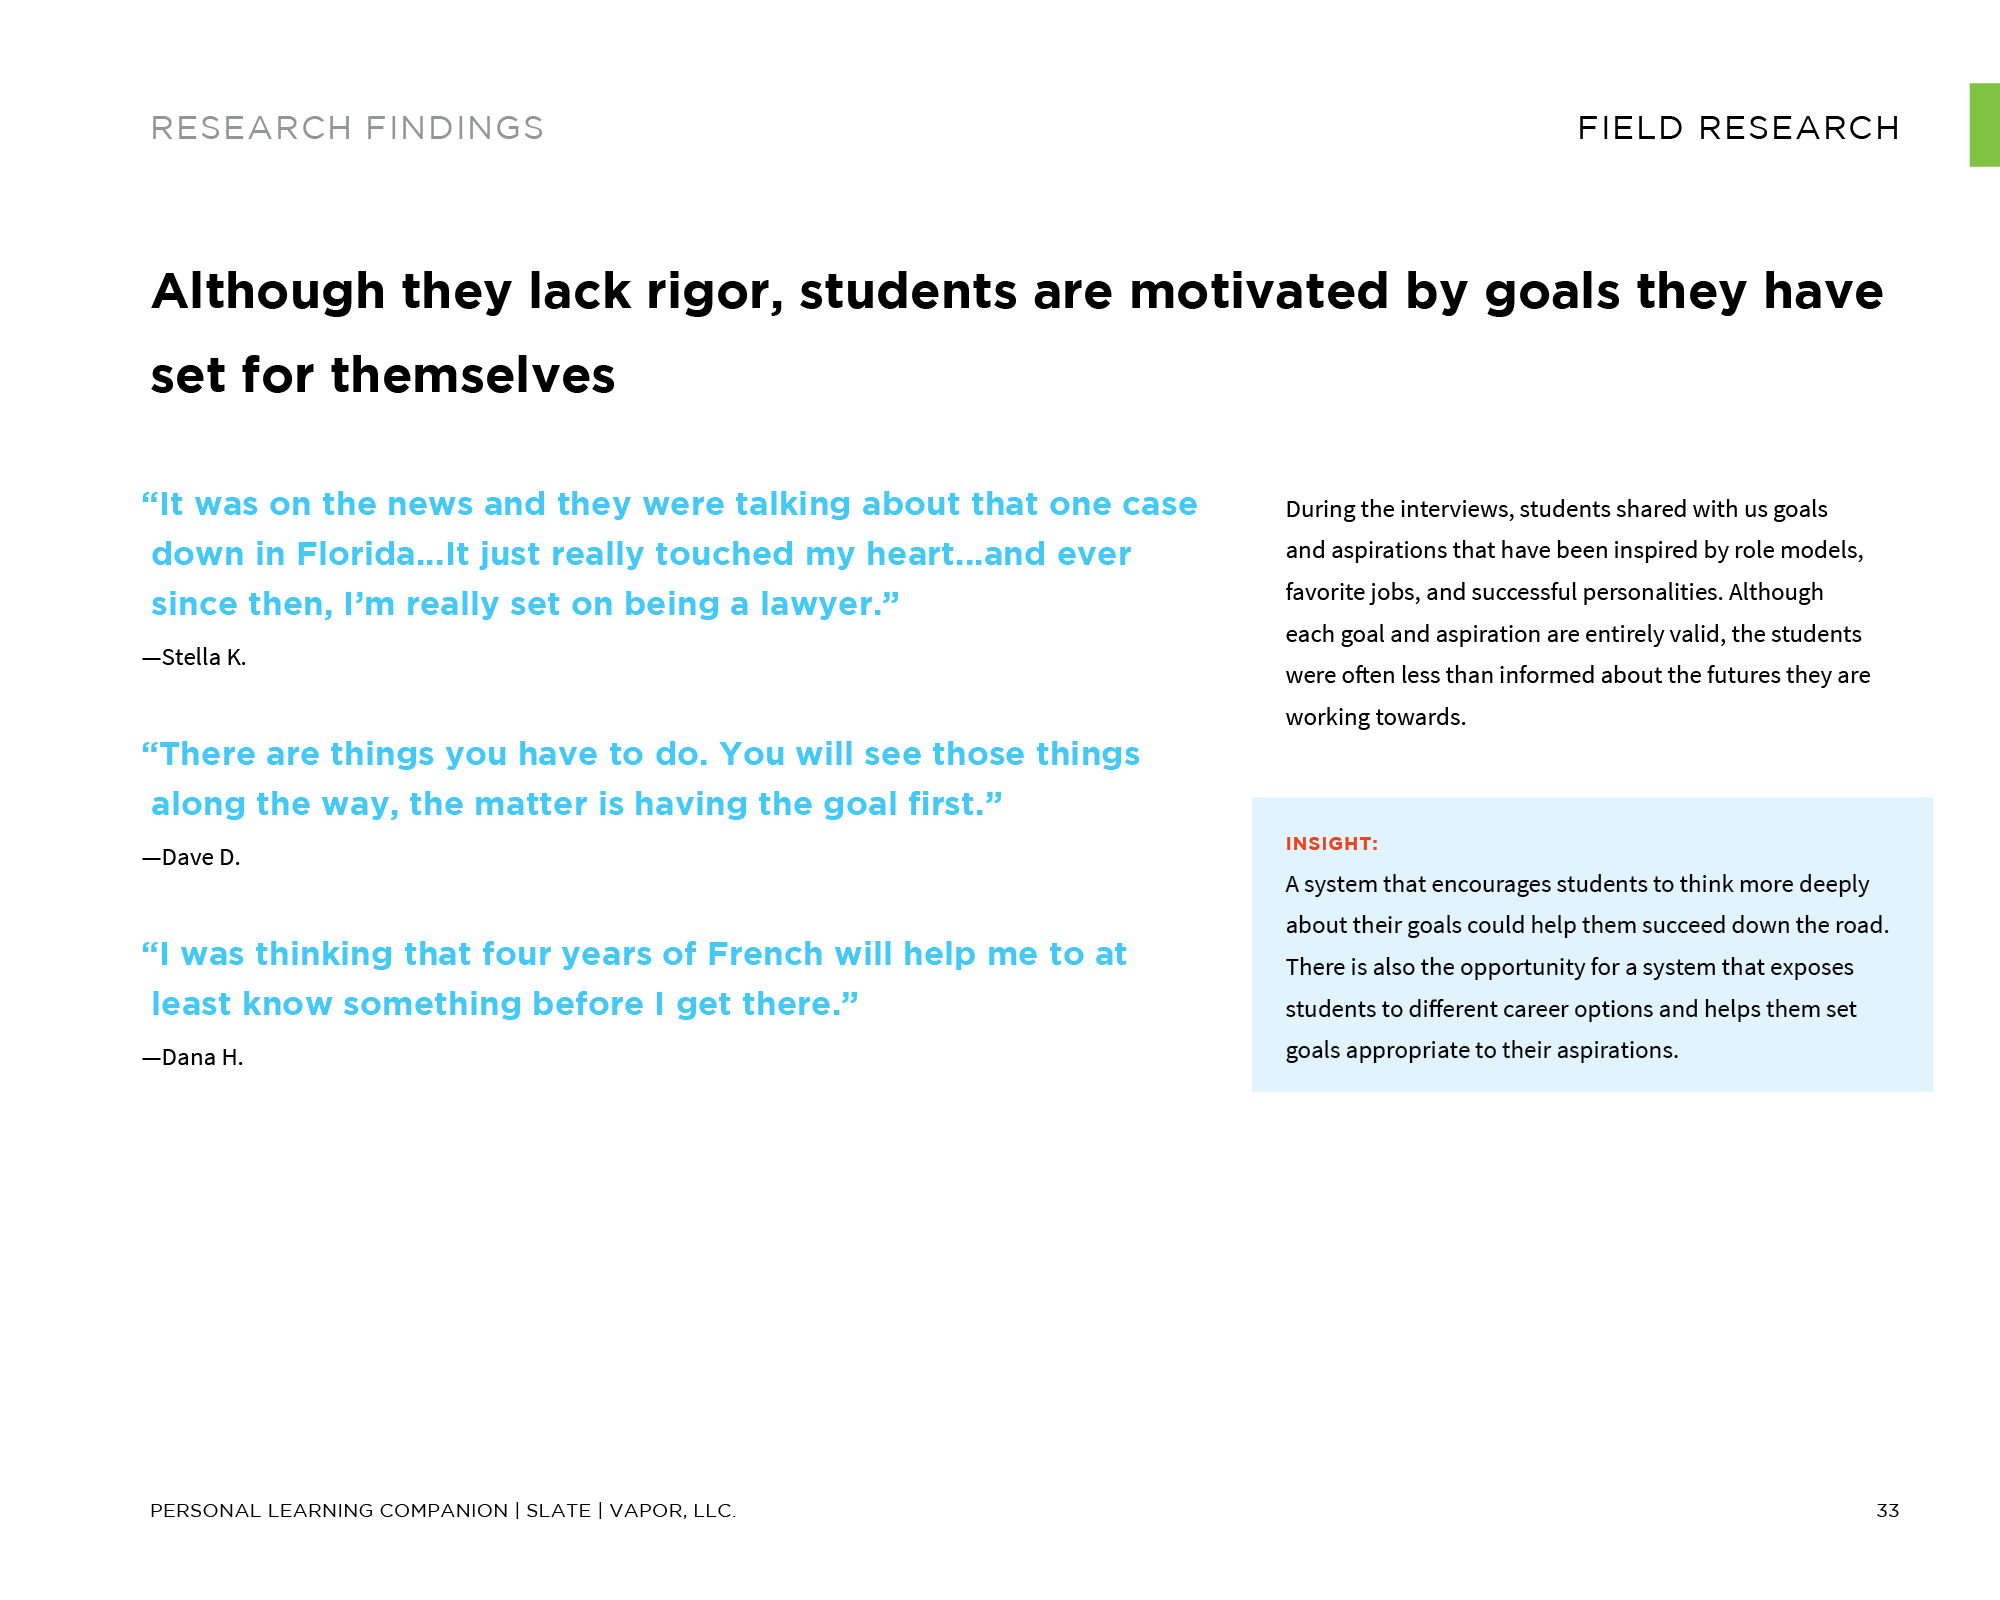 RESEARCH FINDINGS
FIELD RESEARCH
Although they lack rigor, students are motivated by goals they have
set for themselves
“It was on the news and they were talking about that one case
down in Florida...It just really touched my heart...and ever
since then, I’m really set on being a lawyer.”
—Stella K.
“There are things you have to do. You will see those things
along the way, the matter is having the goal first.”
—Dave D.
“I was thinking that four years of French will help me to at
least know something before I get there.”
—Dana H.
During the interviews, students shared with us goals
and aspirations that have been inspired by role models,
favorite jobs, and successful personalities. Although
each goal and aspiration are entirely valid, the students
were often less than informed about the futures they are
working towards.
INSIGHT:
A system that encourages students to think more deeply
about their goals could help them succeed down the road.
There is also the opportunity for a system that exposes
students to different career options and helps them set
goals appropriate to their aspirations.
PERSONAL LEARNING COMPANION | SLATE | VAPOR, LLC.
33